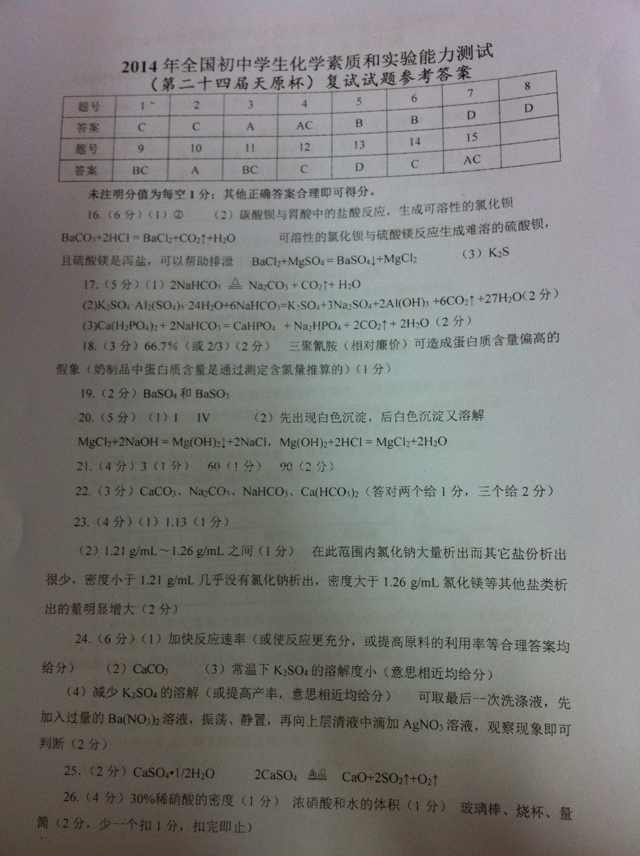 2014 年全国初中学生化学素质和实验能力测试
(第二十四届天原杯)复试试题参考答案
题号 1 2 3 4 5 6 7 8
答案 C C A AC B B D D
题号 9 10 11 12 13 14 15
答案 BC A BC C D C AC
未注明分值为每空 1 分;其他正确答案合理即可得分。
16.(6 分)(1)② (2)碳酸钡与胃酸中的盐酸反应,生成可溶性的氯化钡
BaCO₃+2HCl = BaCl₂+CO₂↑+H₂O 可溶性的氯化钡与硫酸镁反应生成难溶的硫酸钡,
且硫酸镁是泻盐,可以帮助排泄 BaCl₂+MgSO₄ = BaSO₄↓+MgCl₂ (3)K₂S
17.(5 分)(1)2NaHCO₃ ≜ Na₂CO₃ + CO₂↑+ H₂O
(2)K₂SO₄·Al₂(SO₄)₃·24H₂O+6NaHCO₃=K₂SO₄+3Na₂SO₄+2Al(OH)₃ +6CO₂↑ +27H₂O(2 分)
(3)Ca(H₂PO₄)₂ + 2NaHCO₃ = CaHPO₄ + Na₂HPO₄ + 2CO₂↑ + 2H₂O(2 分)
18.(3 分)66.7%(或 2/3)(2 分) 三聚氰胺(相对廉价)可造成蛋白质含量偏高的
假象(奶制品中蛋白质含量是通过测定含氮量推算的)(1 分)
19.(2 分)BaSO₄ 和 BaSO₃
20.(5 分)(1)I IV (2)先出现白色沉淀,后白色沉淀又溶解
MgCl₂+2NaOH = Mg(OH)₂↓+2NaCl,Mg(OH)₂+2HCl = MgCl₂+2H₂O
21.(4 分)3(1 分) 60(1 分) 90(2 分)
22.(3 分)CaCO₃、Na₂CO₃、NaHCO₃、Ca(HCO₃)₂(答对两个给 1 分,三个给 2 分)
23.(4 分)(1)1.13(1 分)
(2)1.21 g/mL~1.26 g/mL 之间(1 分) 在此范围内氯化钠大量析出而其它盐份析出
很少,密度小于 1.21 g/mL 几乎没有氯化钠析出,密度大于 1.26 g/mL 氯化镁等其他盐类析
出的量明显增大(2 分)
24.(6 分)(1)加快反应速率(或使反应更充分,或提高原料的利用率等合理答案均
给分) (2)CaCO₃ (3)常温下 K₂SO₄ 的溶解度小(意思相近均给分)
(4)减少 K₂SO₄ 的溶解(或提高产率,意思相近均给分) 可取最后一次洗涤液,先
加入过量的 Ba(NO₃)₂ 溶液,振荡、静置,再向上层清液中滴加 AgNO₃ 溶液,观察现象即可
判断(2 分)
25.(2 分)CaSO₄•1/2H₂O 2CaSO₄ 高温 CaO+2SO₂↑+O₂↑
26.(4 分)30%稀硝酸的密度(1 分) 浓硝酸和水的体积(1 分) 玻璃棒、烧杯、量
筒(2 分,少一个扣 1 分,扣完即止)